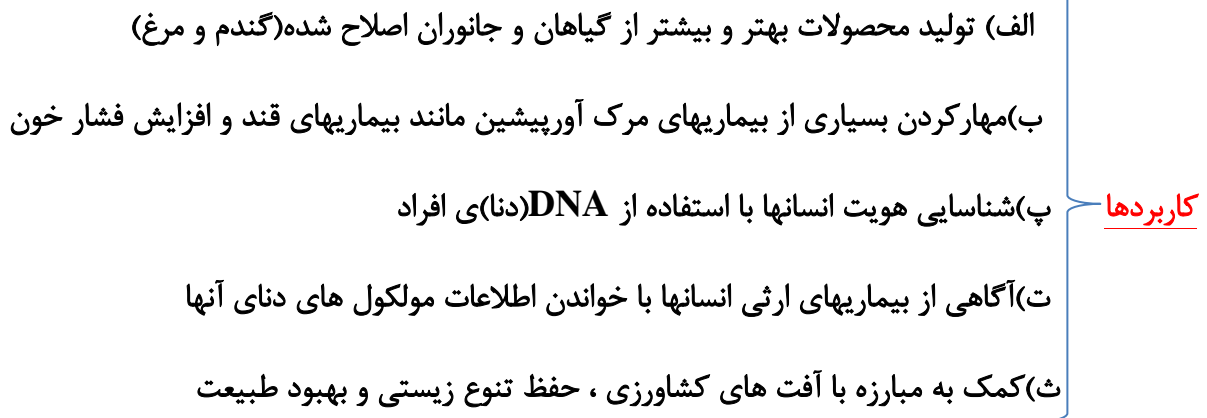 الف) تولید محصولات بهتر و بیشتر از گیاهان و جانوران اصلاح شده(گندم و مرغ)
ب)مهارکردن بسیاری از بیماریهای مرک آورپیشین مانند بیماریهای قند و افزایش فشار خون
کاربردها
پ)شناسایی هویت انسانها با استفاده از DNA(دنا)ی افراد
ت)آگاهی از بیماریهای ارثی انسانها با خواندن اطلاعات مولکول های دنای آنها
ث)کمک به مبارزه با آفت های کشاورزی ، حفظ تنوع زیستی و بهبود طبیعت